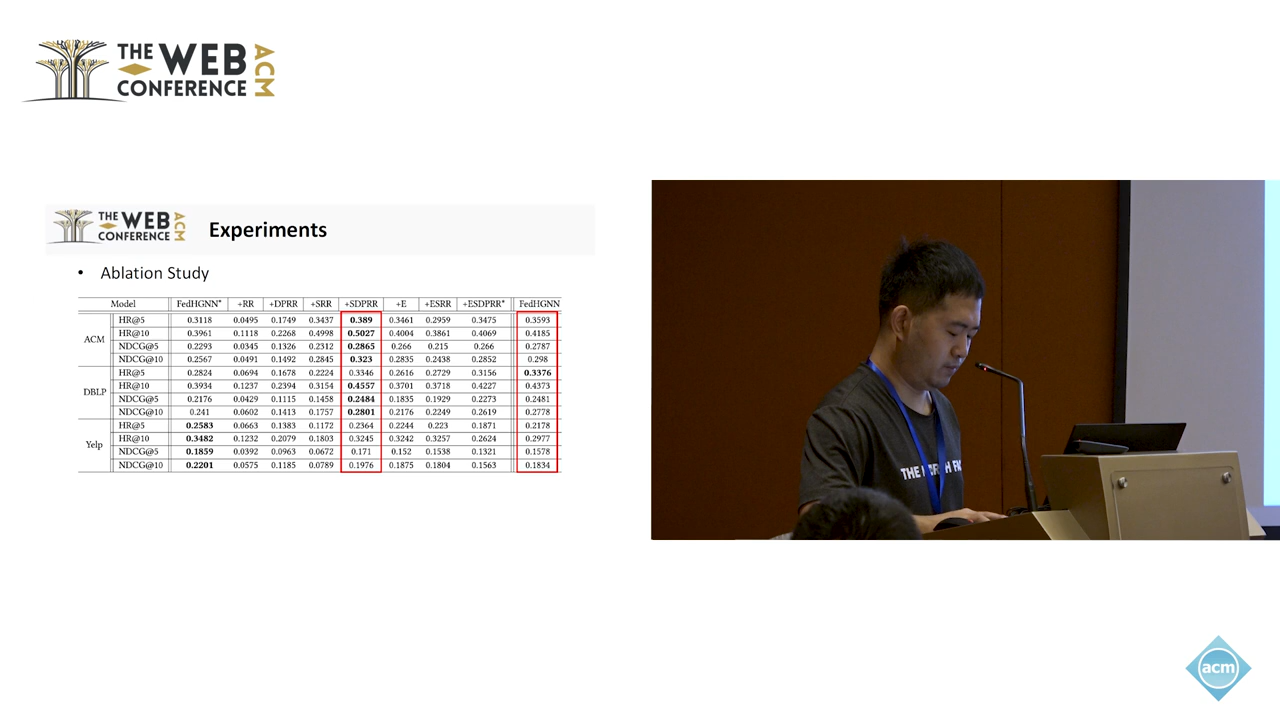 THE WEB CONFERENCE ACM
THE WEB CONFERENCE ACM
Experiments
• Ablation Study
Model FedHGNN* +RR +DPRR +SRR +SDPRR +E +ESRR +ESDPRR* FedHGNN
ACM
HR@5 0.3118 0.0495 0.1749 0.3437 0.389 0.3461 0.2959 0.3475 0.3593
HR@10 0.3961 0.1118 0.2268 0.4998 0.5027 0.4004 0.3861 0.4069 0.4185
NDCG@5 0.2293 0.0345 0.1326 0.2312 0.2865 0.266 0.215 0.266 0.2787
NDCG@10 0.2567 0.0491 0.1492 0.2845 0.323 0.2835 0.2438 0.2852 0.298
DBLP
HR@5 0.2824 0.0694 0.1678 0.2224 0.3346 0.2616 0.2729 0.3156 0.3376
HR@10 0.3934 0.1237 0.2394 0.3154 0.4557 0.3701 0.3718 0.4227 0.4373
NDCG@5 0.2176 0.0429 0.1115 0.1458 0.2484 0.1835 0.1929 0.2273 0.2481
NDCG@10 0.241 0.0602 0.1413 0.1757 0.2801 0.2176 0.2249 0.2619 0.2778
Yelp
HR@5 0.2583 0.0663 0.1383 0.1172 0.2364 0.2244 0.223 0.1871 0.2178
HR@10 0.3482 0.1232 0.2079 0.1803 0.3245 0.3242 0.3257 0.2624 0.2977
NDCG@5 0.1859 0.0392 0.0963 0.0672 0.171 0.152 0.1538 0.1321 0.1578
NDCG@10 0.2201 0.0575 0.1185 0.0789 0.1976 0.1875 0.1804 0.1563 0.1834
THE
acm